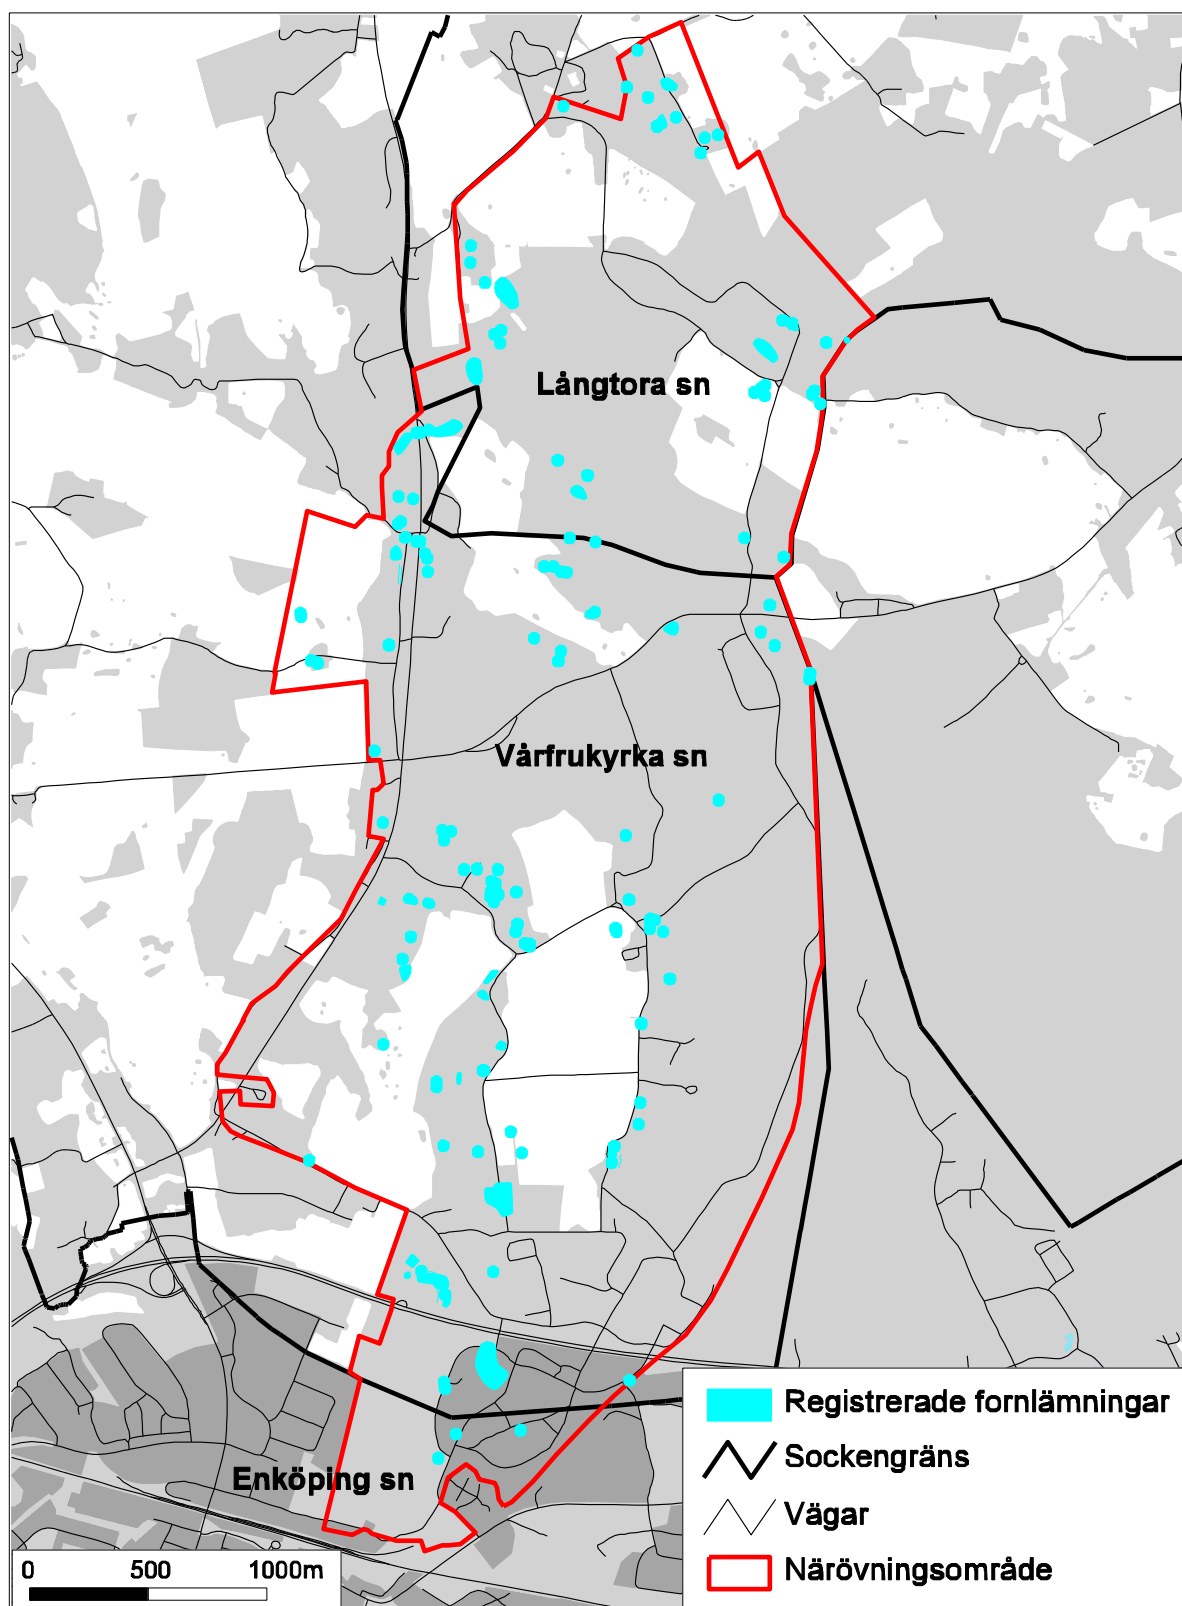 Långtora sn
Vårfrukyrka sn
Enköping sn
Registrerade fornlämningar
Sockengräns
Vägar
Närövningsområde
0 500 1000m